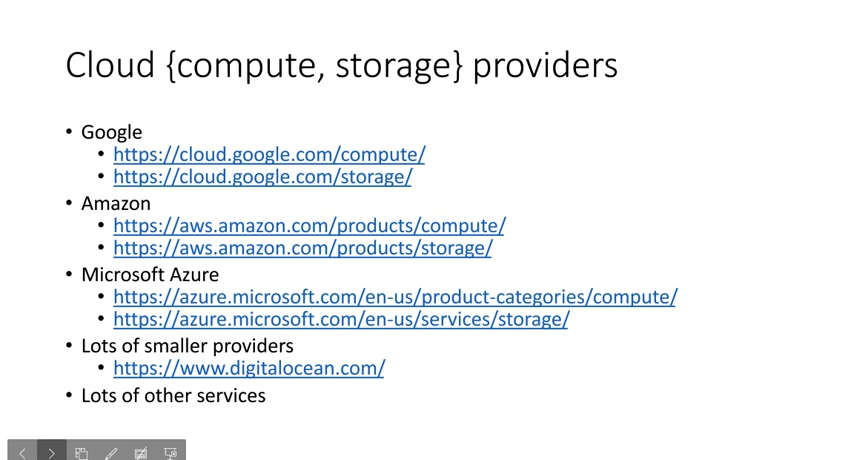 Cloud {compute, storage} providers
• Google
• https://cloud.google.com/compute/
• https://cloud.google.com/storage/
• Amazon
• https://aws.amazon.com/products/compute/
• https://aws.amazon.com/products/storage/
• Microsoft Azure
• https://azure.microsoft.com/en-us/product-categories/compute/
• https://azure.microsoft.com/en-us/services/storage/
• Lots of smaller providers
• https://www.digitalocean.com/
• Lots of other services